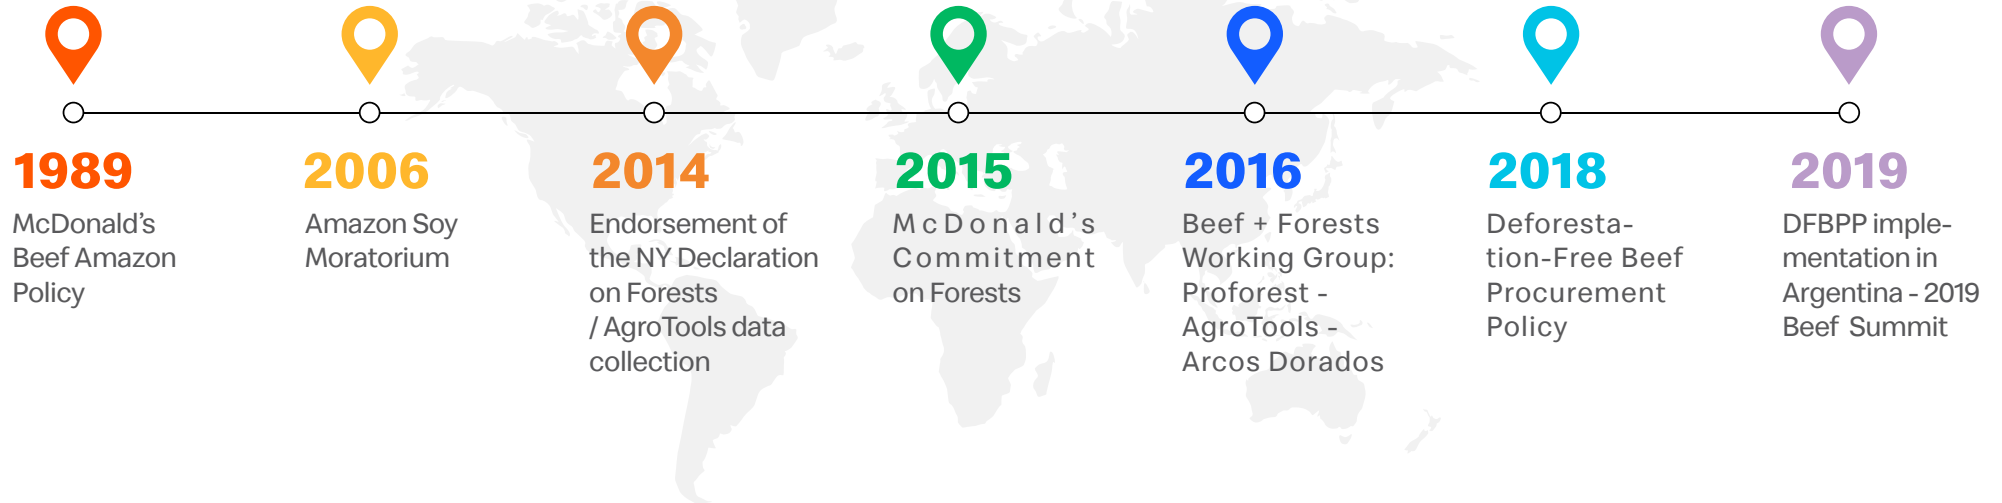 1989
McDonald’s
Beef Amazon
Policy
2006
Amazon Soy
Moratorium
2014
Endorsement of
the NY Declaration
on Forests
/ AgroTools data
collection
2015
McDonald’s
Commitment
on Forests
2016
Beef + Forests
Working Group:
Proforest -
AgroTools -
Arcos Dorados
2018
Deforesta-
tion-Free Beef
Procurement
Policy
2019
DFBPP imple-
mentation in
Argentina - 2019
Beef Summit